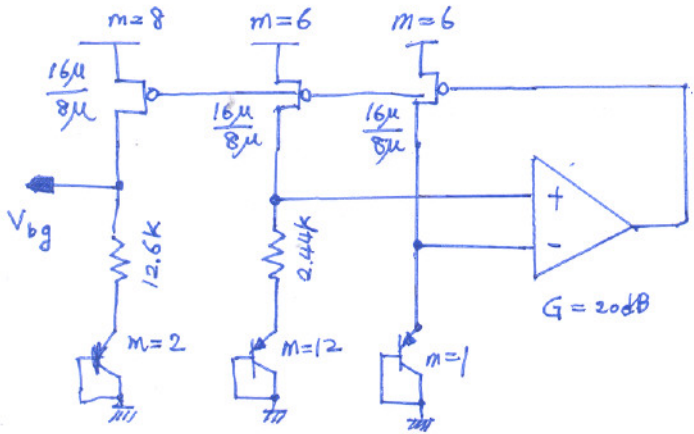 m=8
m=6
m=6
16µ
8µ
16µ
8µ
16µ
8µ
Vbg
12.6K
2.44K
+
-
G = 20dB
m=2
m=12
m=1